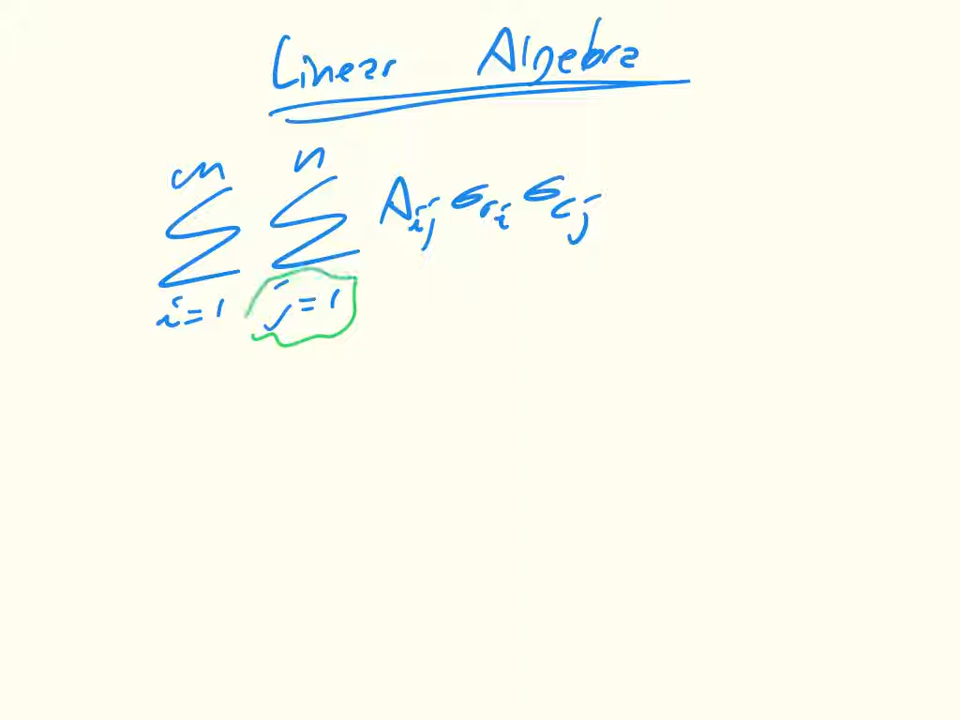 Linear Algebra
m n
∑ ∑ A_ij σ_ri σ_cj
i=1 j=1